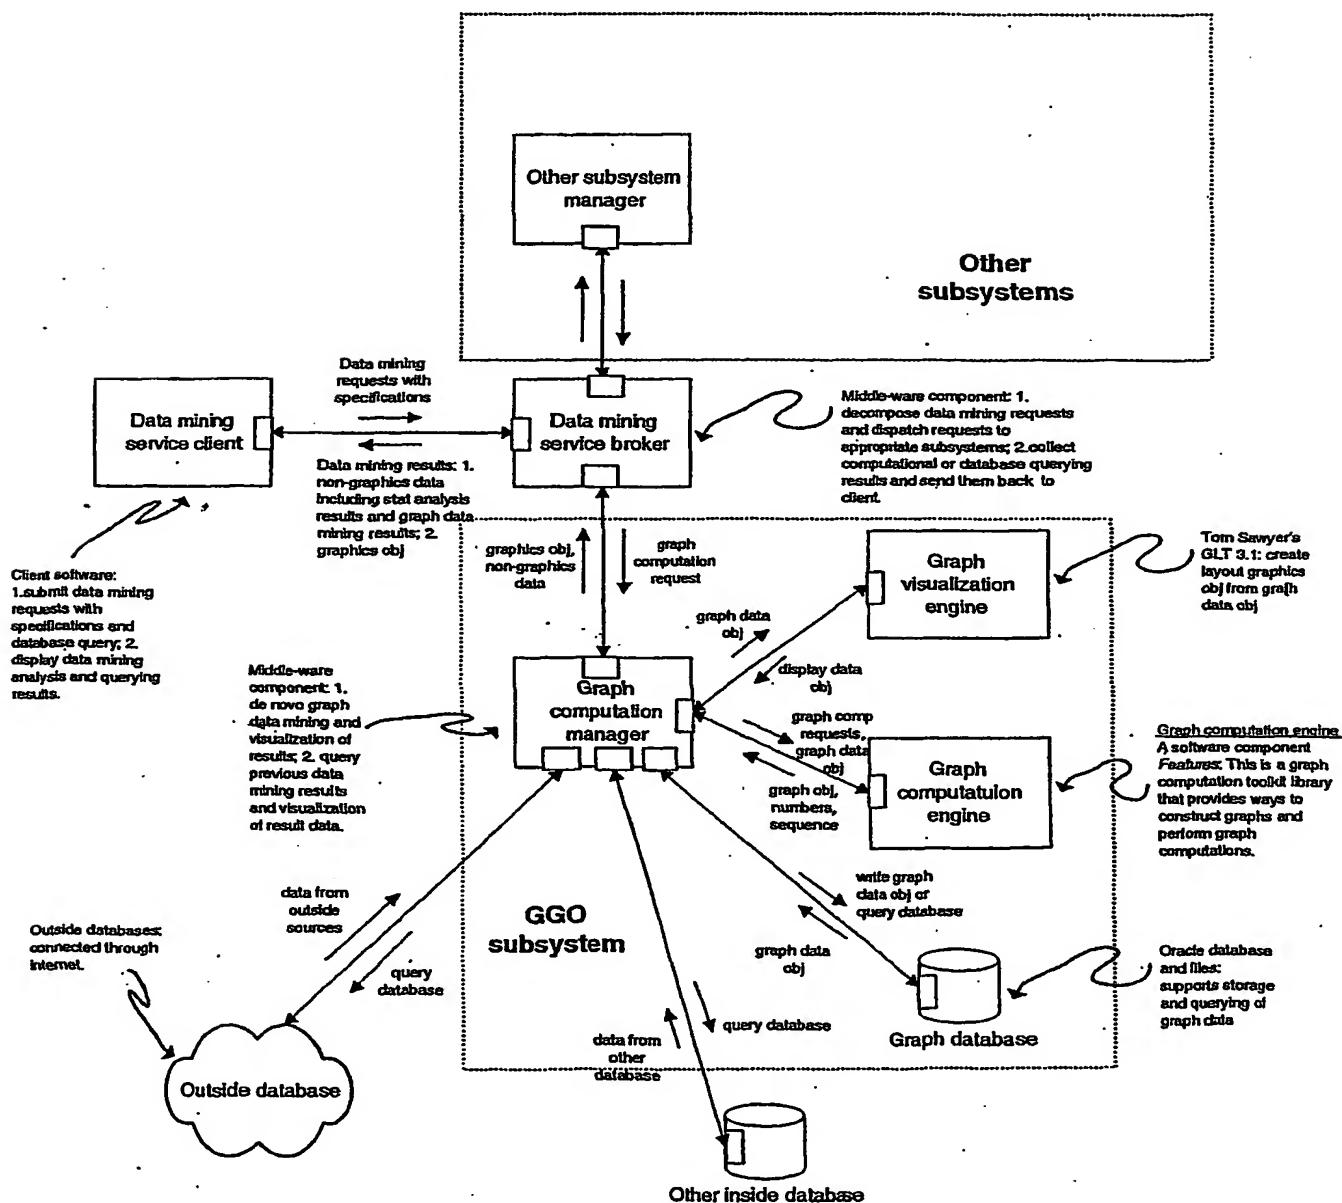 Other subsystem
manager
Other
subsystems
Data mining
requests with
specifications
Data mining
service client
Data mining
service broker
Middle-ware component: 1.
decompose data mining requests
and dispatch requests to
appropriate subsystems; 2.collect
computational or database querying
results and send them back to
client.
Data mining results: 1.
non-graphics data
including stat analysis
results and graph data
mining results; 2.
graphics obj
Client software:
1.submit data mining
requests with
specifications and
database query; 2.
display data mining
analysis and querying
results.
graphics obj,
non-graphics
data
graph
computation
request
Graph
visualization
engine
Tom Sawyer's
GLT 3.1: create
layout graphics
obj from graph
data obj
graph data
obj
display data
obj
Middle-ware
component: 1.
de novo graph
data mining and
visualization of
results; 2. query
previous data
mining results
and visualization
of result data.
Graph
computation
manager
graph comp
requests,
graph data
obj
graph obj,
numbers,
sequence
Graph
computatuion
engine
Graph computation engine
A software component
Features: This is a graph
computation toolkit library
that provides ways to
construct graphs and
perform graph
computations.
data from
outside
sources
query
database
Outside databases:
connected through
internet.
GGO
subsystem
write graph
data obj or
query database
graph data
obj
Oracle database
and files:
supports storage
and querying of
graph data
Graph database
query database
data from
other
database
Outside database
Other inside database